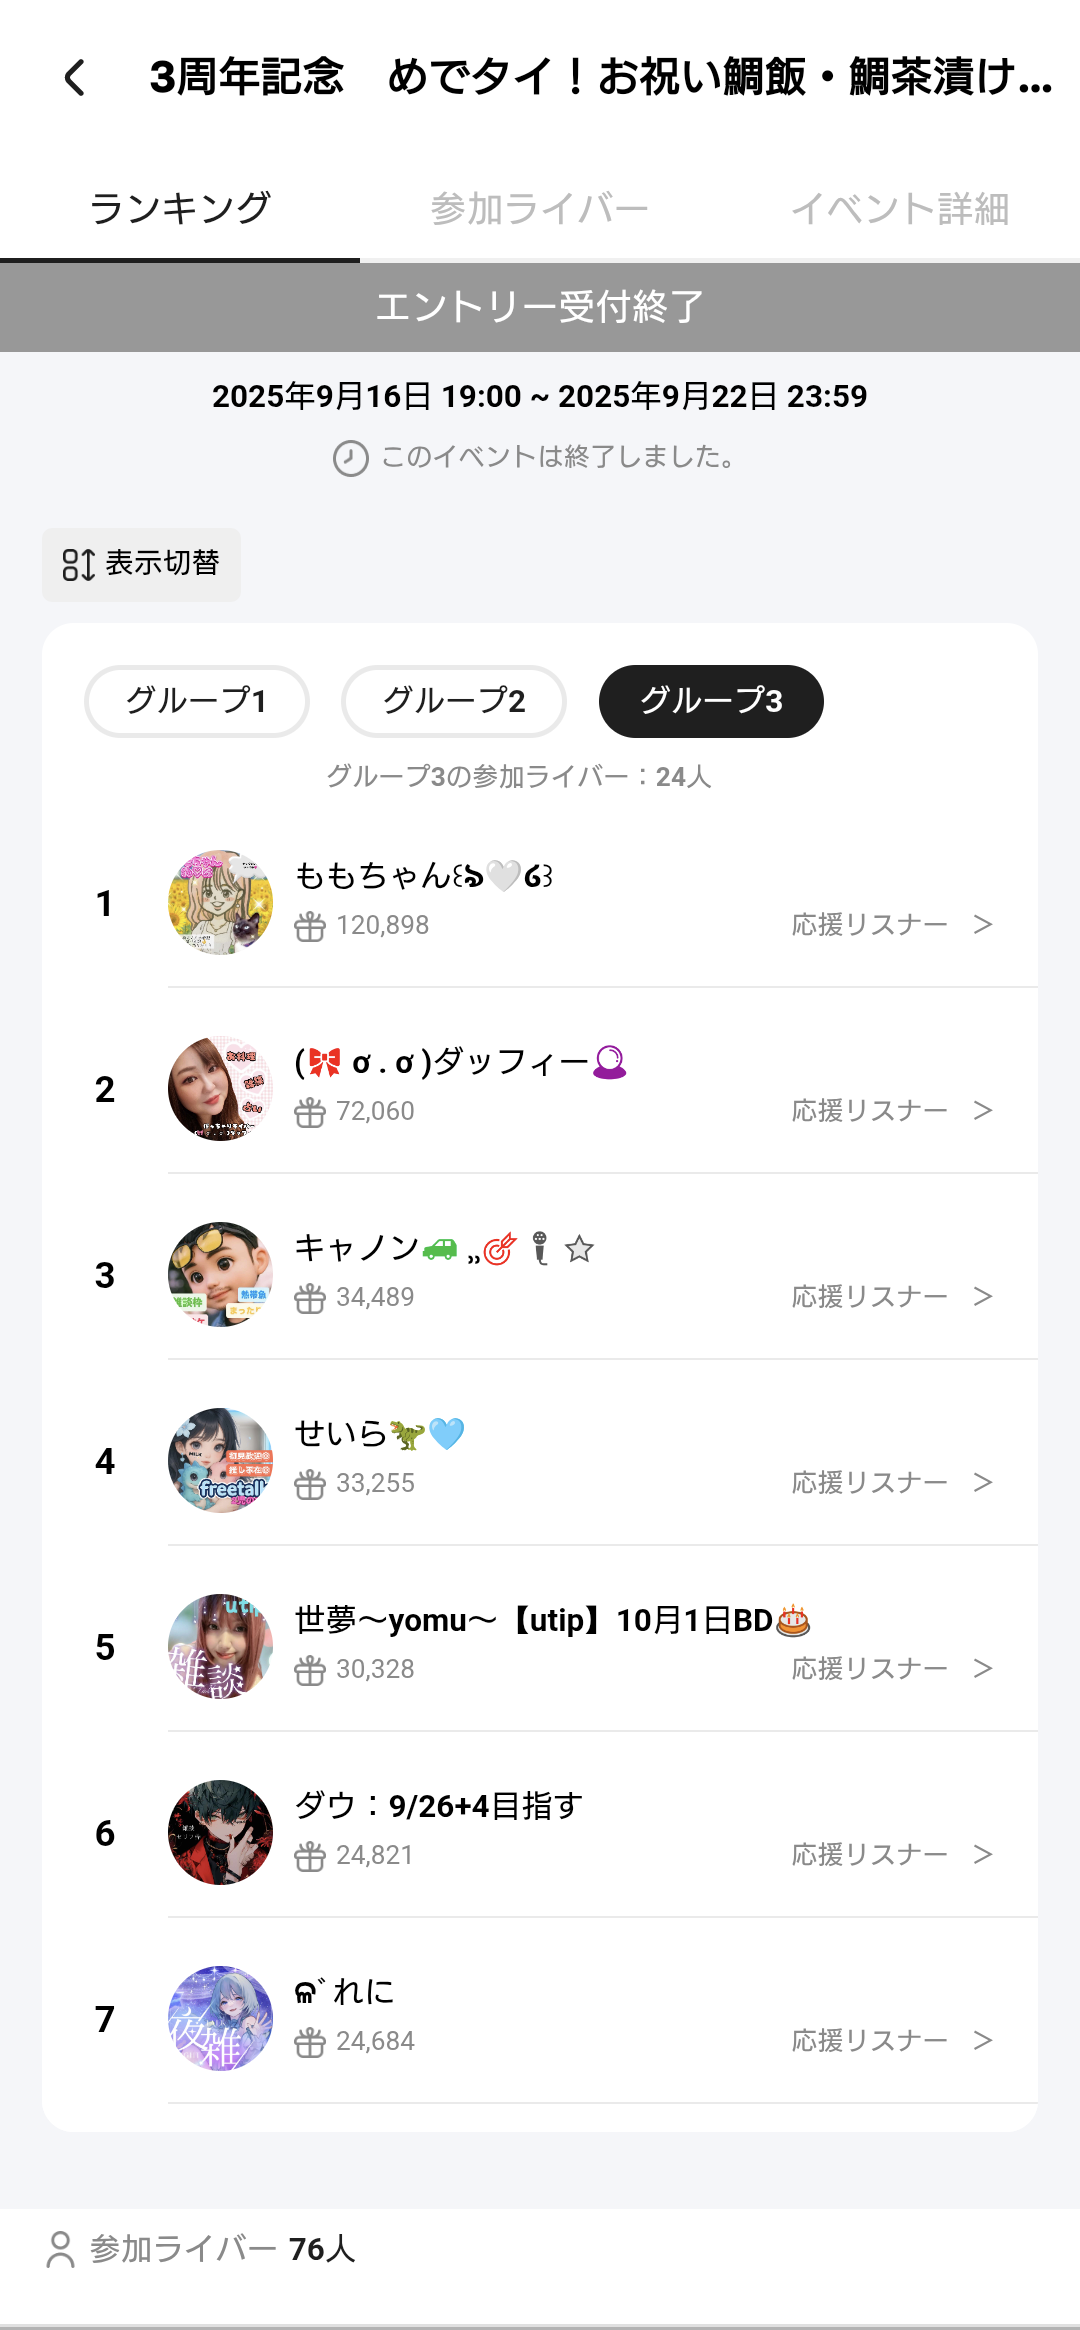 3周年記念　めでタイ！お祝い鯛飯・鯛茶漬け...
ランキング 参加ライバー イベント詳細
エントリー受付終了
2025年9月16日 19:00 ~ 2025年9月22日 23:59
このイベントは終了しました。
表示切替
グループ1 グループ2 グループ3
グループ3の参加ライバー：24人
1
ももちゃん꒰ঌ🤍໒꒱
120,898 応援リスナー ＞
2
(🎀 ơ . ơ )ダッフィー🔮
72,060 応援リスナー ＞
3
キャノン🚙 ,,🎯🎙☆
34,489 応援リスナー ＞
4
せいら🦖🩵
33,255 応援リスナー ＞
freetalk
5
世夢〜yomu〜【utip】10月1日BD🎂
30,328 応援リスナー ＞
雑談
6
ダウ：9/26+4目指す
24,821 応援リスナー ＞
7
れに
24,684 応援リスナー ＞
夜雑
参加ライバー 76人